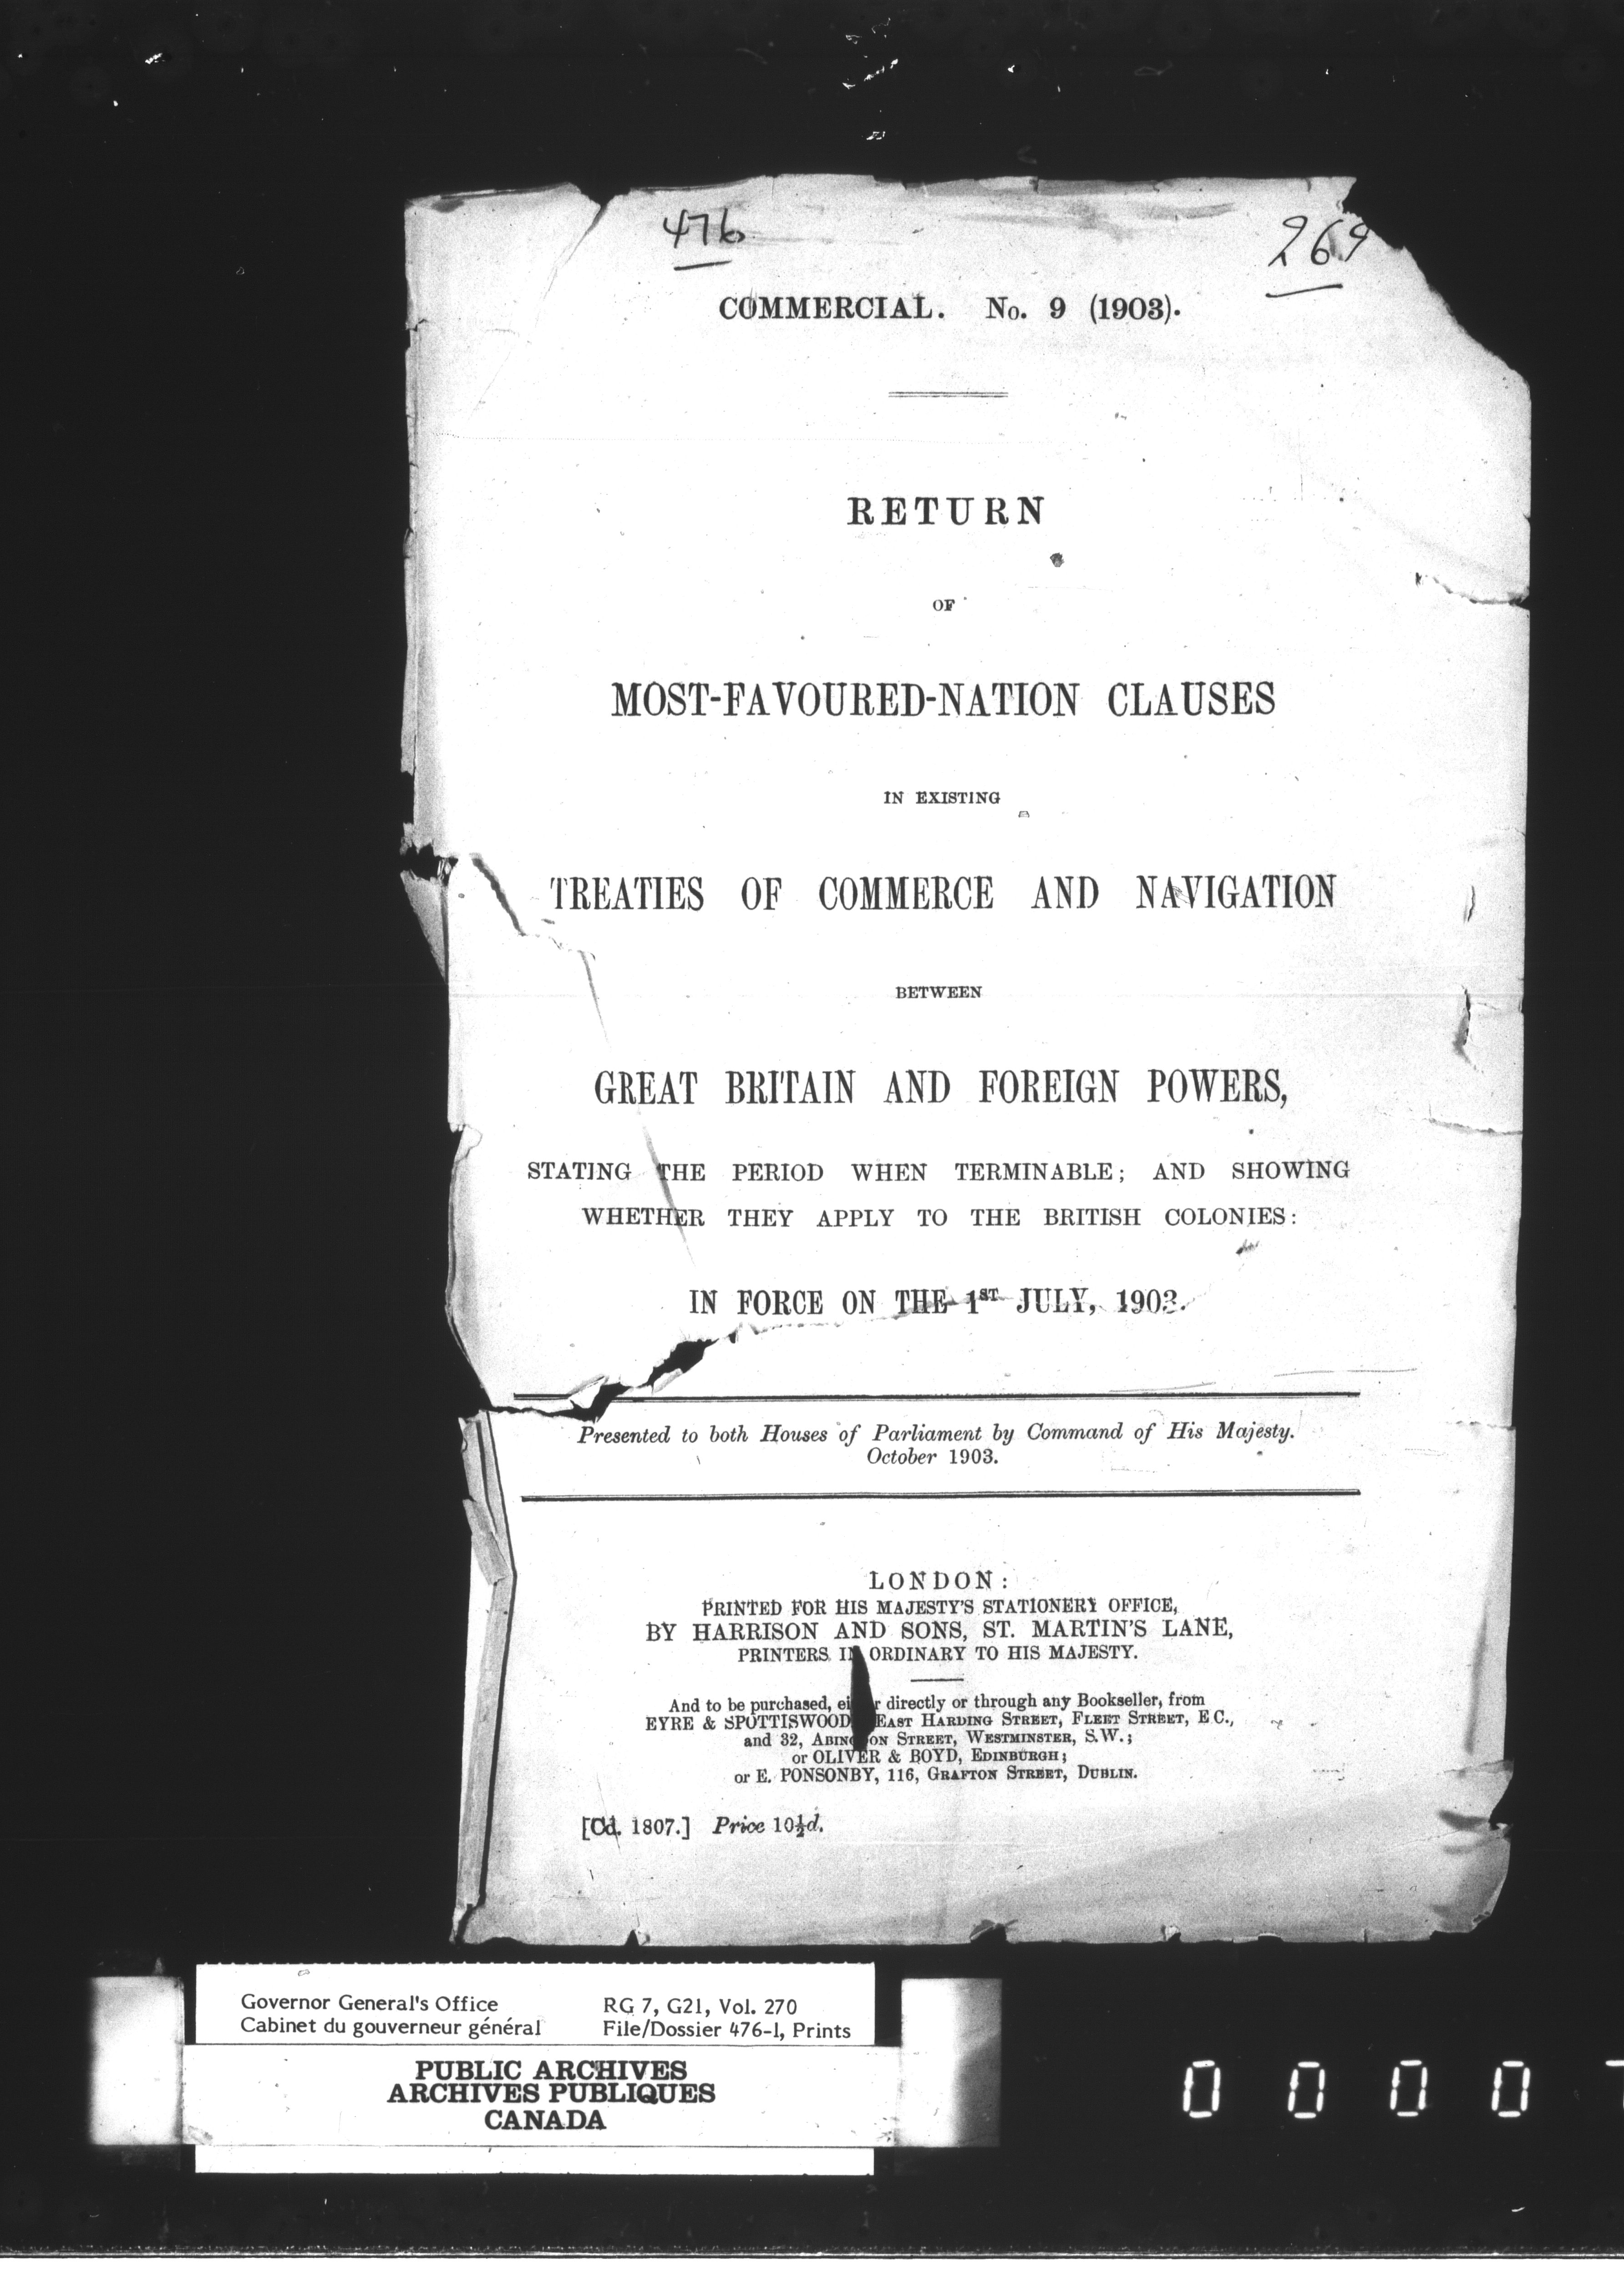 476
269
COMMERCIAL. No. 9 (1903).
RETURN
OF
MOST-FAVOURED-NATION CLAUSES
IN EXISTING
TREATIES OF COMMERCE AND NAVIGATION
BETWEEN
GREAT BRITAIN AND FOREIGN POWERS,
STATING THE PERIOD WHEN TERMINABLE; AND SHOWING
WHETHER THEY APPLY TO THE BRITISH COLONIES:
IN FORCE ON THE 1ST JULY, 1903.
Presented to both Houses of Parliament by Command of His Majesty.
October 1903.
LONDON:
PRINTED FOR HIS MAJESTY'S STATIONERY OFFICE,
BY HARRISON AND SONS, ST. MARTIN'S LANE,
PRINTERS IN ORDINARY TO HIS MAJESTY.
And to be purchased, either directly or through any Bookseller, from
EYRE & SPOTTISWOODE, EAST HARDING STREET, FLEET STREET, E.C.,
and 32, ABINGDON STREET, WESTMINSTER, S.W.;
or OLIVER & BOYD, EDINBURGH;
or E. PONSONBY, 116, GRAFTON STREET, DUBLIN.
[Cd. 1807.] Price 10½d.
Governor General's Office RG 7, G21, Vol. 270
Cabinet du gouverneur général File/Dossier 476-1, Prints
PUBLIC ARCHIVES
ARCHIVES PUBLIQUES
CANADA
0 0 0 0